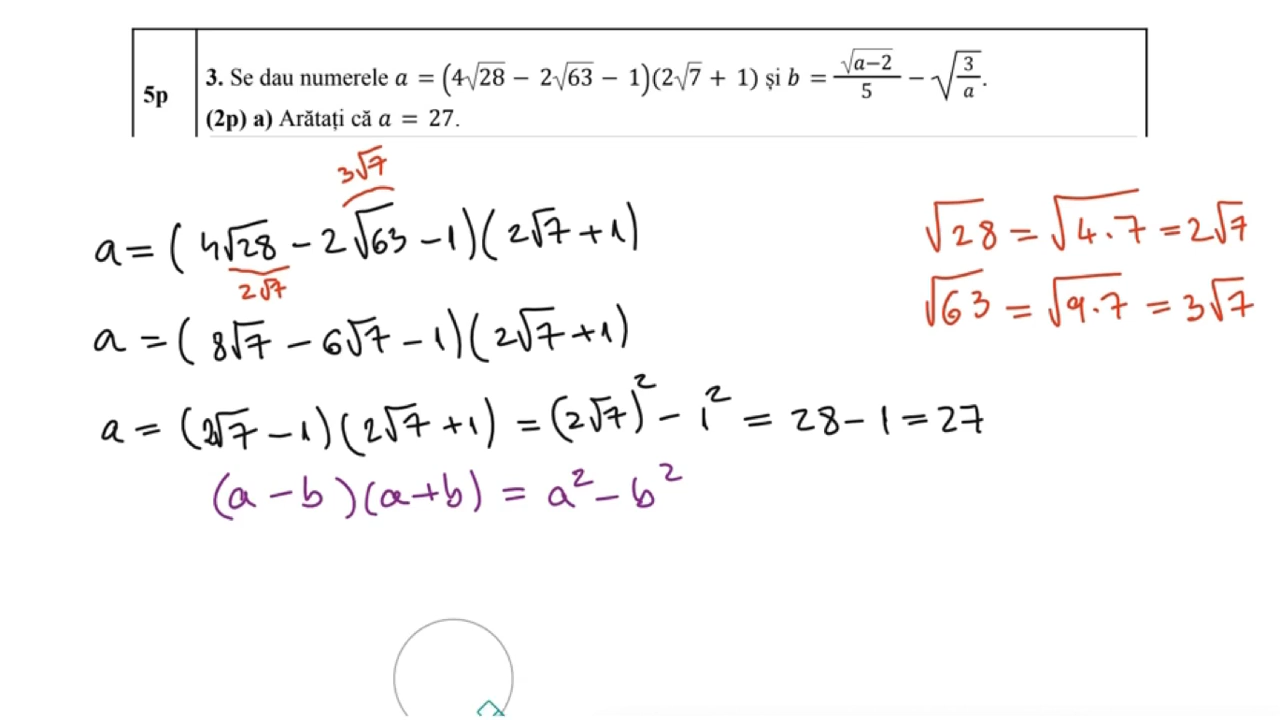 5p
3. Se dau numerele a = (4√28 − 2√63 − 1)(2√7 + 1) și b = √(a−2)/5 − √(3/a).
(2p) a) Arătați că a = 27.
3√7
a = (4√28 − 2√63 − 1)(2√7 + 1)
2√7
√28 = √4·7 = 2√7
√63 = √9·7 = 3√7
a = (8√7 − 6√7 − 1)(2√7 + 1)
a = (2√7 − 1)(2√7 + 1) = (2√7)² − 1² = 28 − 1 = 27
(a − b)(a + b) = a² − b²